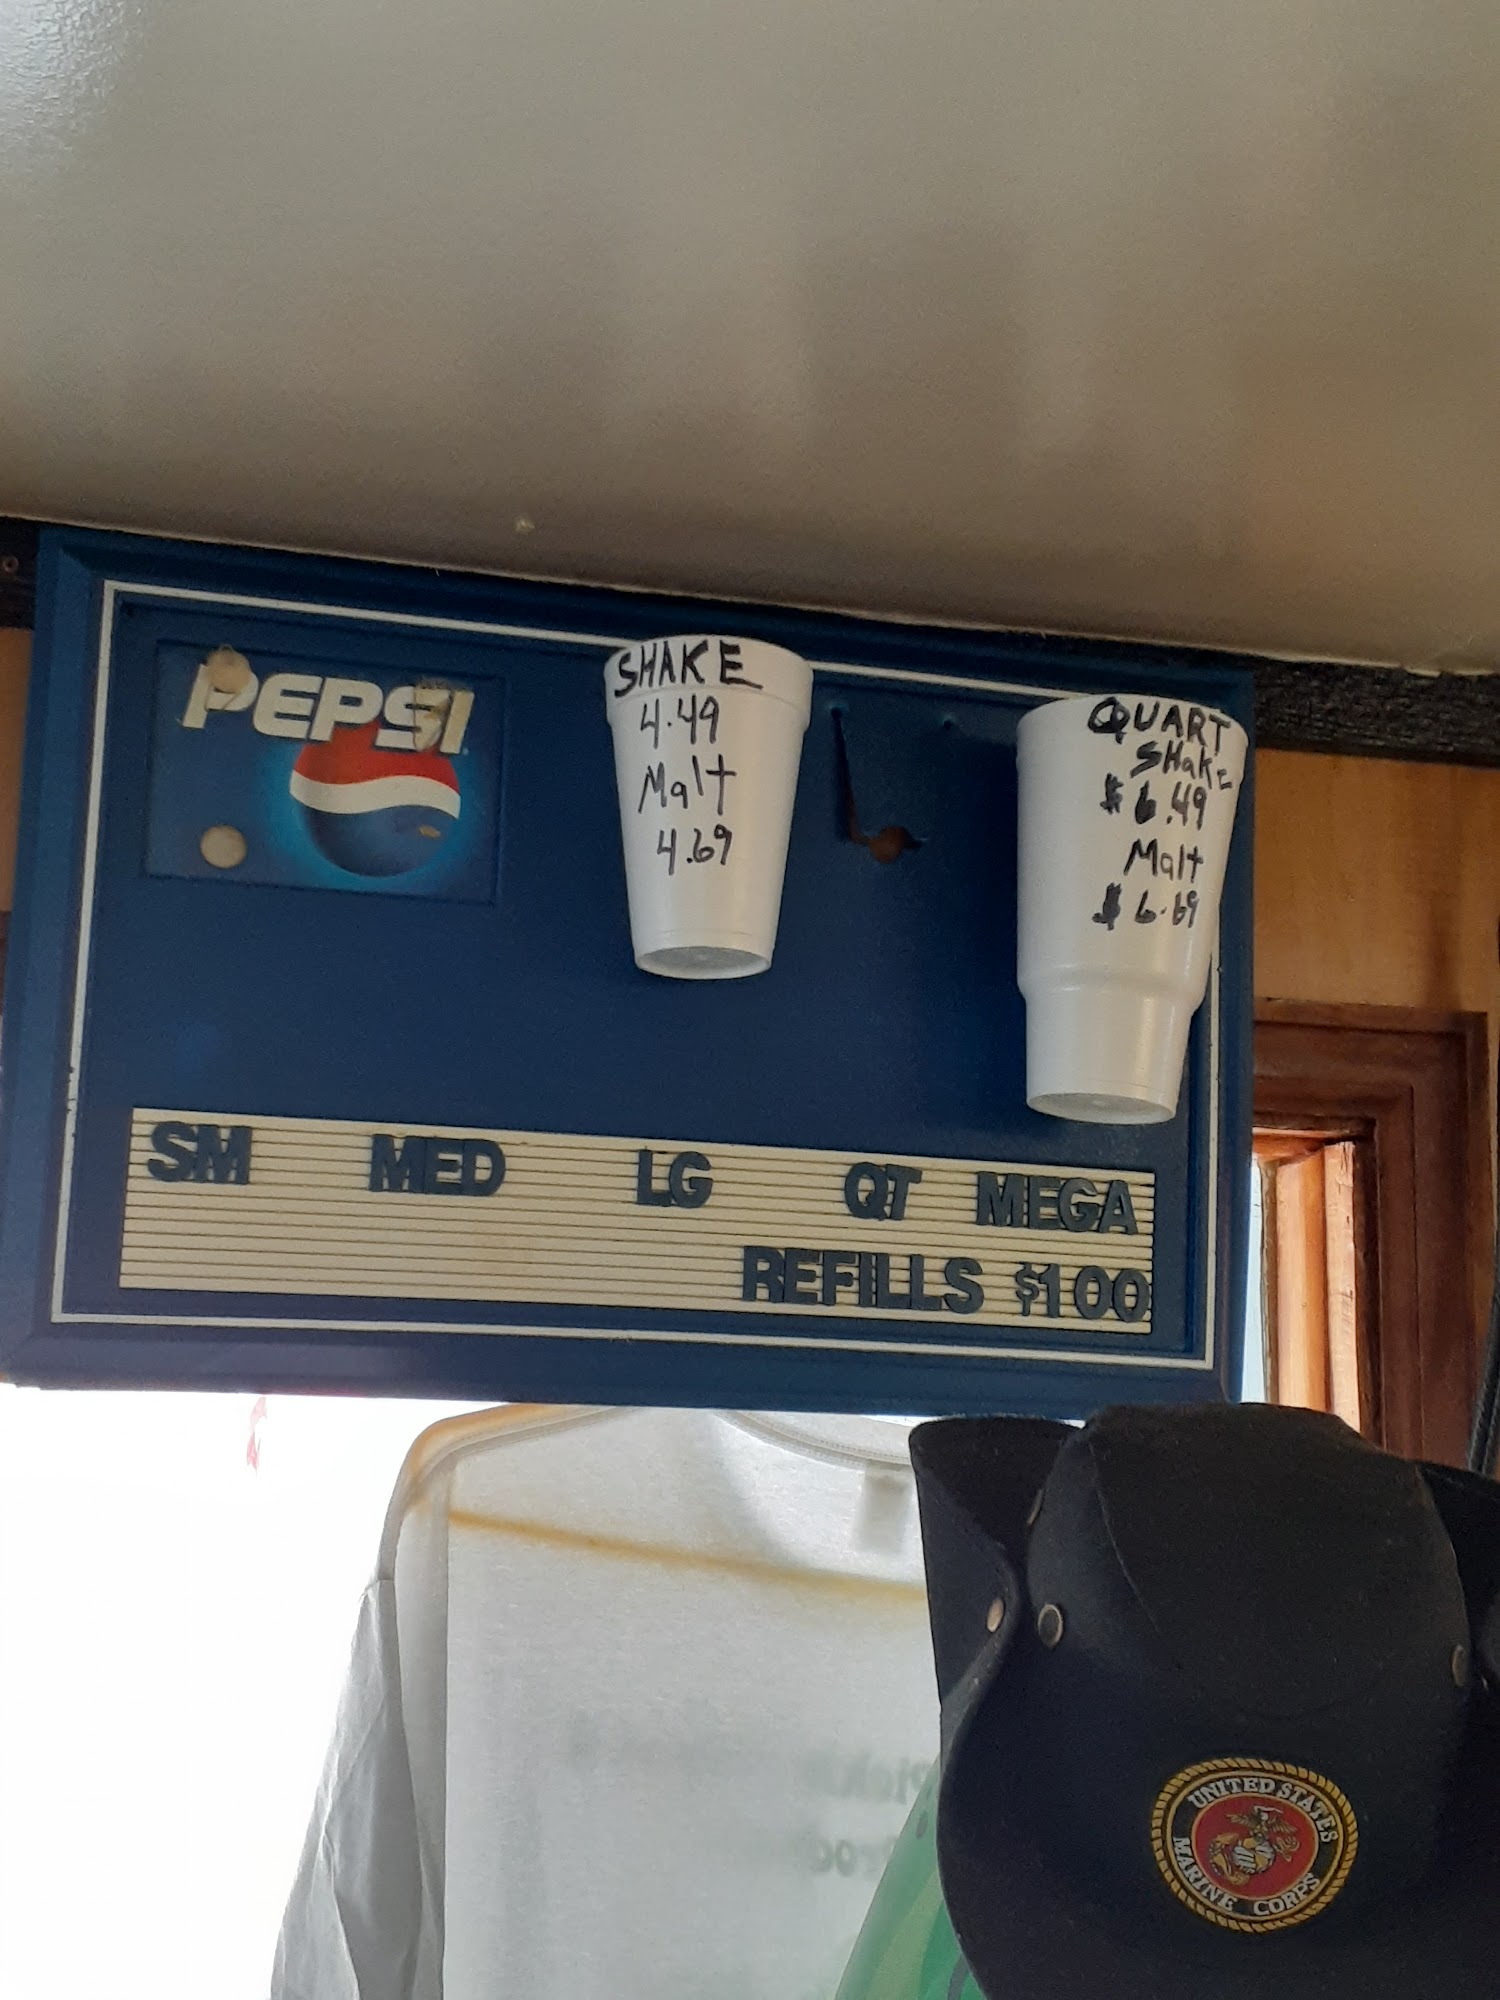 PEPSI
SHAKE
4.49
Malt
4.69
QUART
SHake
$6.49
Malt
$6.69
SM MED LG QT MEGA
REFILLS $100
UNITED STATES
MARINE CORPS